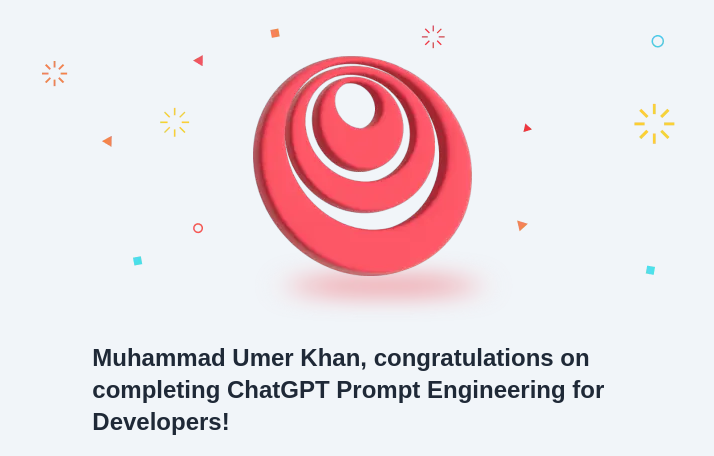 Muhammad Umer Khan, congratulations on
completing ChatGPT Prompt Engineering for
Developers!